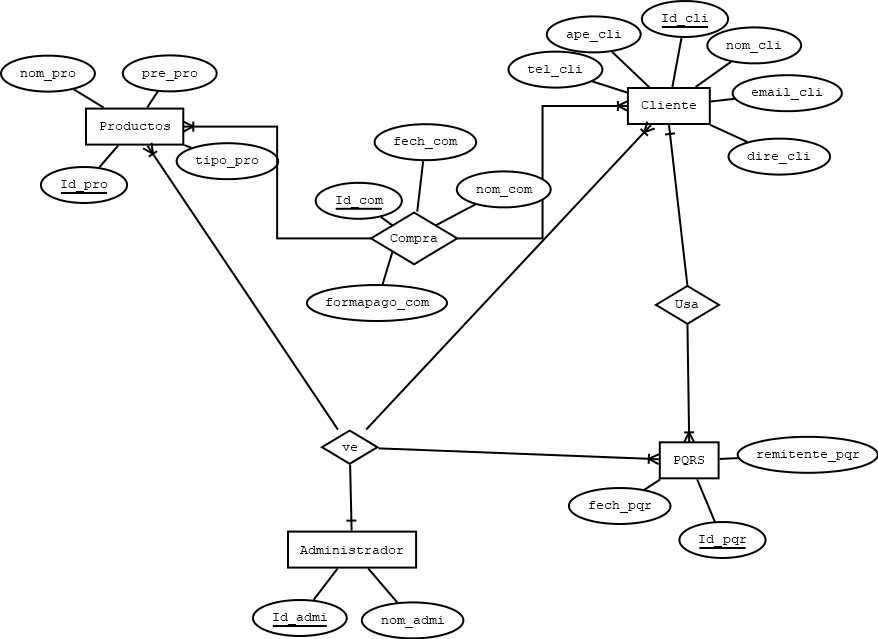 Id_cli
ape_cli
nom_cli
tel_cli
nom_pro
pre_pro
email_cli
Cliente
Productos
fech_com
tipo_pro
dire_cli
Id_pro
nom_com
Id_com
Compra
formapago_com
Usa
ve
remitente_pqr
PQRS
fech_pqr
Id_pqr
Administrador
Id_admi
nom_admi